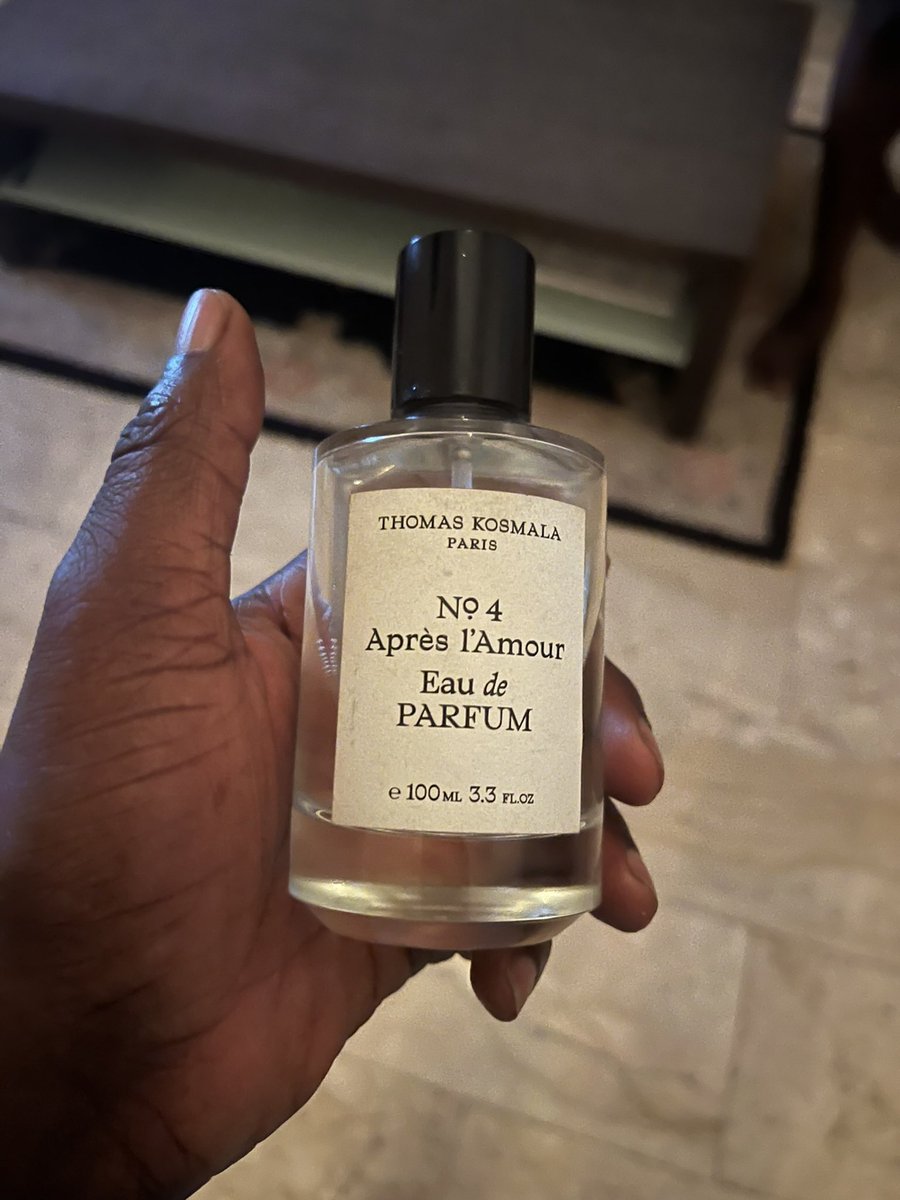 THOMAS KOSMALA
PARIS
Nº 4
Après l'Amour
Eau de
PARFUM
℮ 100ML 3.3 FL.OZ